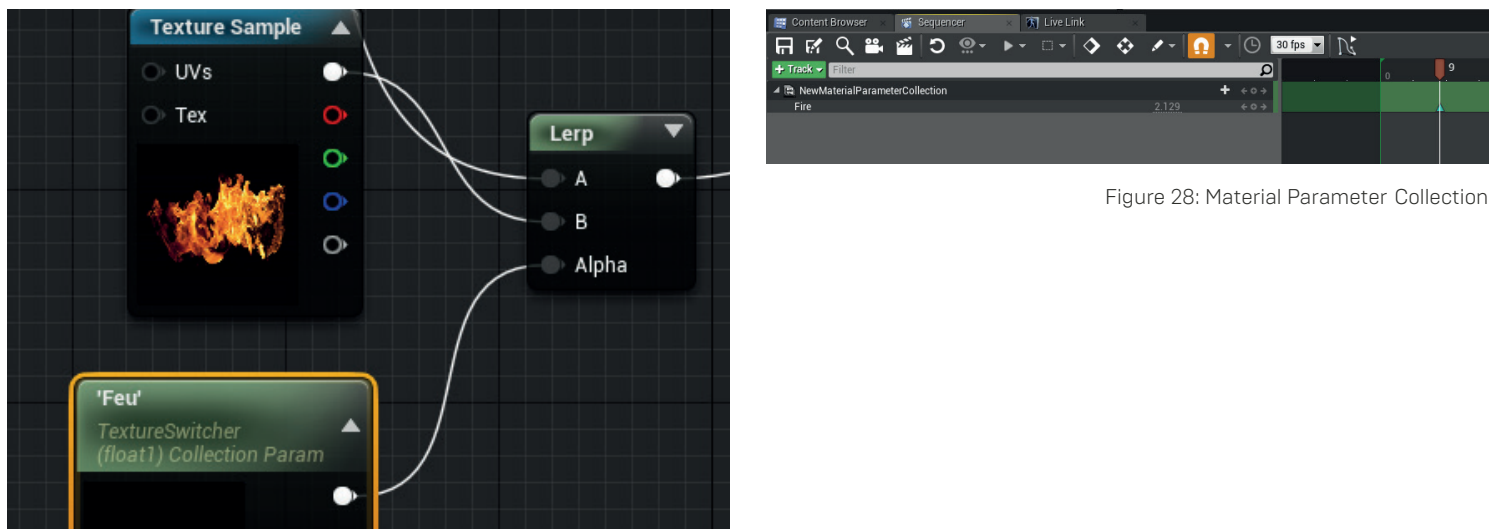 Texture Sample
UVs
Tex
Lerp
A
B
Alpha
'Feu'
TextureSwitcher
(float1) Collection Param
Content Browser Sequencer Live Link
30 fps
+ Track Filter
0 9
NewMaterialParameterCollection
Fire 2.129
Figure 28: Material Parameter Collection